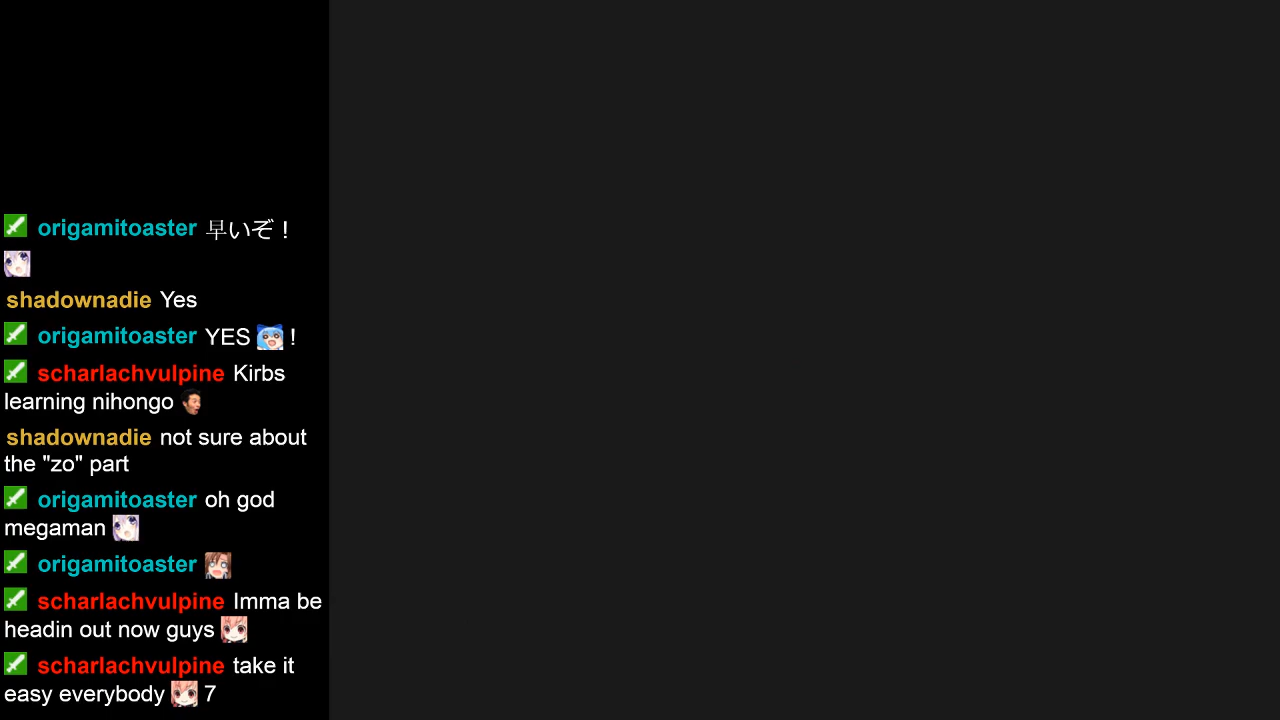 origamitoaster 早いぞ！
shadownadie Yes
origamitoaster YES !
scharlachvulpine Kirbs
learning nihongo
shadownadie not sure about
the "zo" part
origamitoaster oh god
megaman
origamitoaster
scharlachvulpine Imma be
headin out now guys
scharlachvulpine take it
easy everybody 7